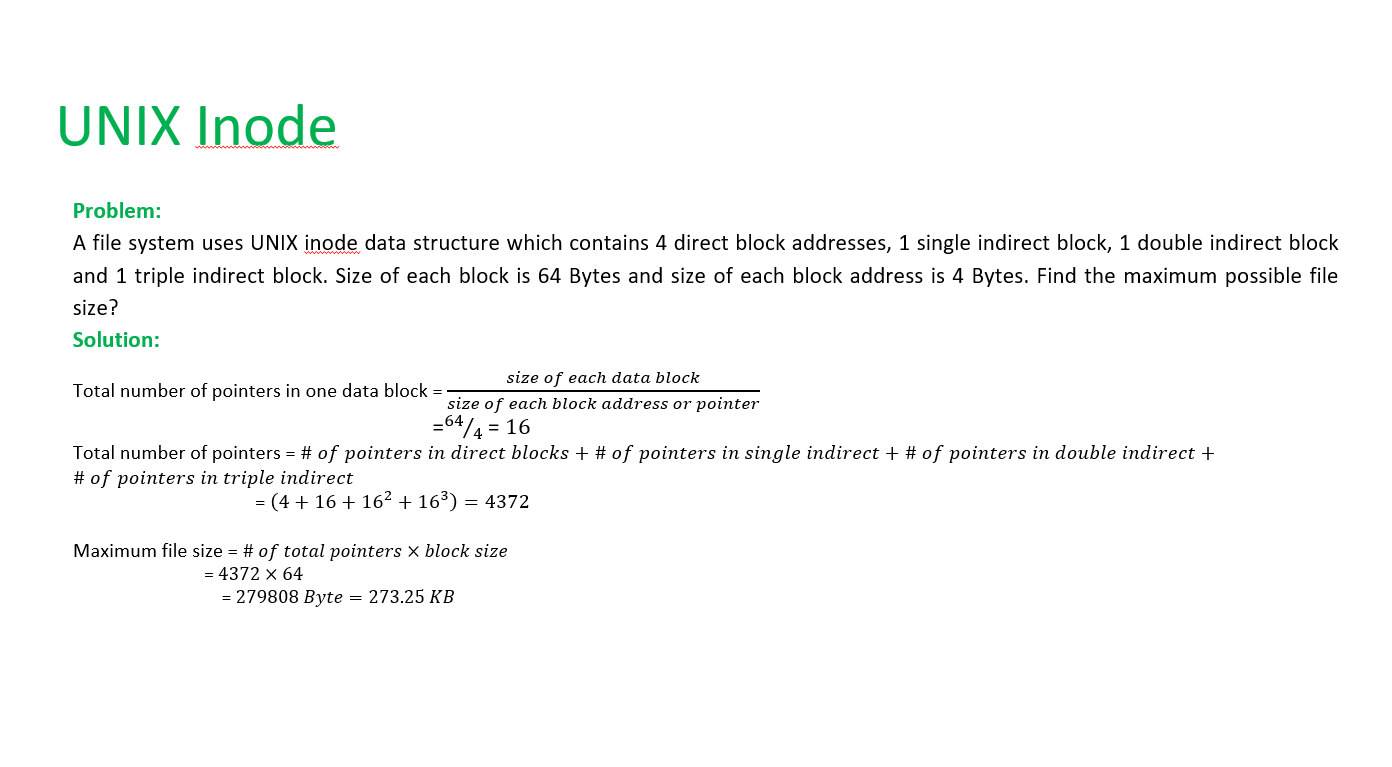 UNIX Inode
Problem:
A file system uses UNIX inode data structure which contains 4 direct block addresses, 1 single indirect block, 1 double indirect block
and 1 triple indirect block. Size of each block is 64 Bytes and size of each block address is 4 Bytes. Find the maximum possible file
size?
Solution:
Total number of pointers in one data block = size of each data block / size of each block address or pointer
=64/4 = 16
Total number of pointers = # of pointers in direct blocks + # of pointers in single indirect + # of pointers in double indirect +
# of pointers in triple indirect
= (4 + 16 + 16² + 16³) = 4372
Maximum file size = # of total pointers × block size
= 4372 × 64
= 279808 Byte = 273.25 KB